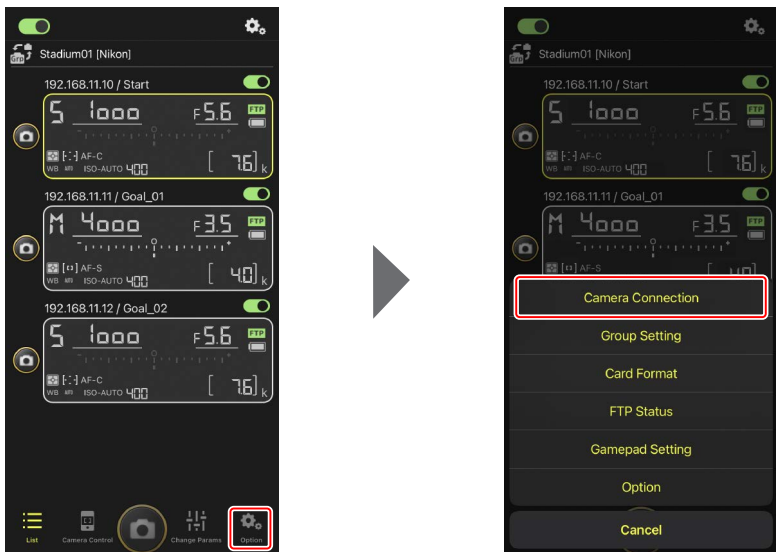 Grp Stadium01 [Nikon]
192.168.11.10 / Start
S 1000 F5.6 FTP
AF-C
WB ISO-AUTO 400 [ 7.6] k
192.168.11.11 / Goal_01
M 4000 F3.5 FTP
AF-S
WB ISO-AUTO 400 [ 4.0] k
192.168.11.12 / Goal_02
S 1000 F5.6 FTP
AF-C
WB ISO-AUTO 400 [ 7.6] k
List Camera Control Change Params Option
Grp Stadium01 [Nikon]
192.168.11.10 / Start
S 1000 F5.6 FTP
AF-C
WB ISO-AUTO 400 [ 7.6] k
192.168.11.11 / Goal_01
M 4000 F3.5 FTP
AF-S
Camera Connection
Group Setting
Card Format
FTP Status
Gamepad Setting
Option
Cancel